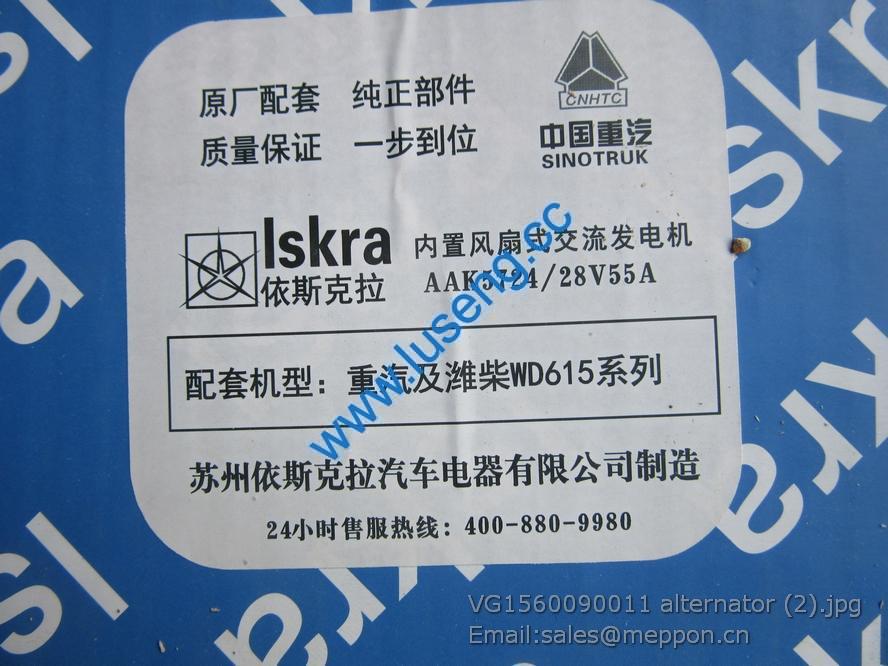 原厂配套 纯正部件
质量保证 一步到位
CNHTC
中国重汽
SINOTRUK
Iskra
依斯克拉
内置风扇式交流发电机
AAK5724/28V55A
www.luseng.cc
配套机型：重汽及潍柴WD615系列
苏州依斯克拉汽车电器有限公司制造
24小时售服热线：400-880-9980
VG1560090011 alternator (2).jpg
Email:sales@meppon.cn